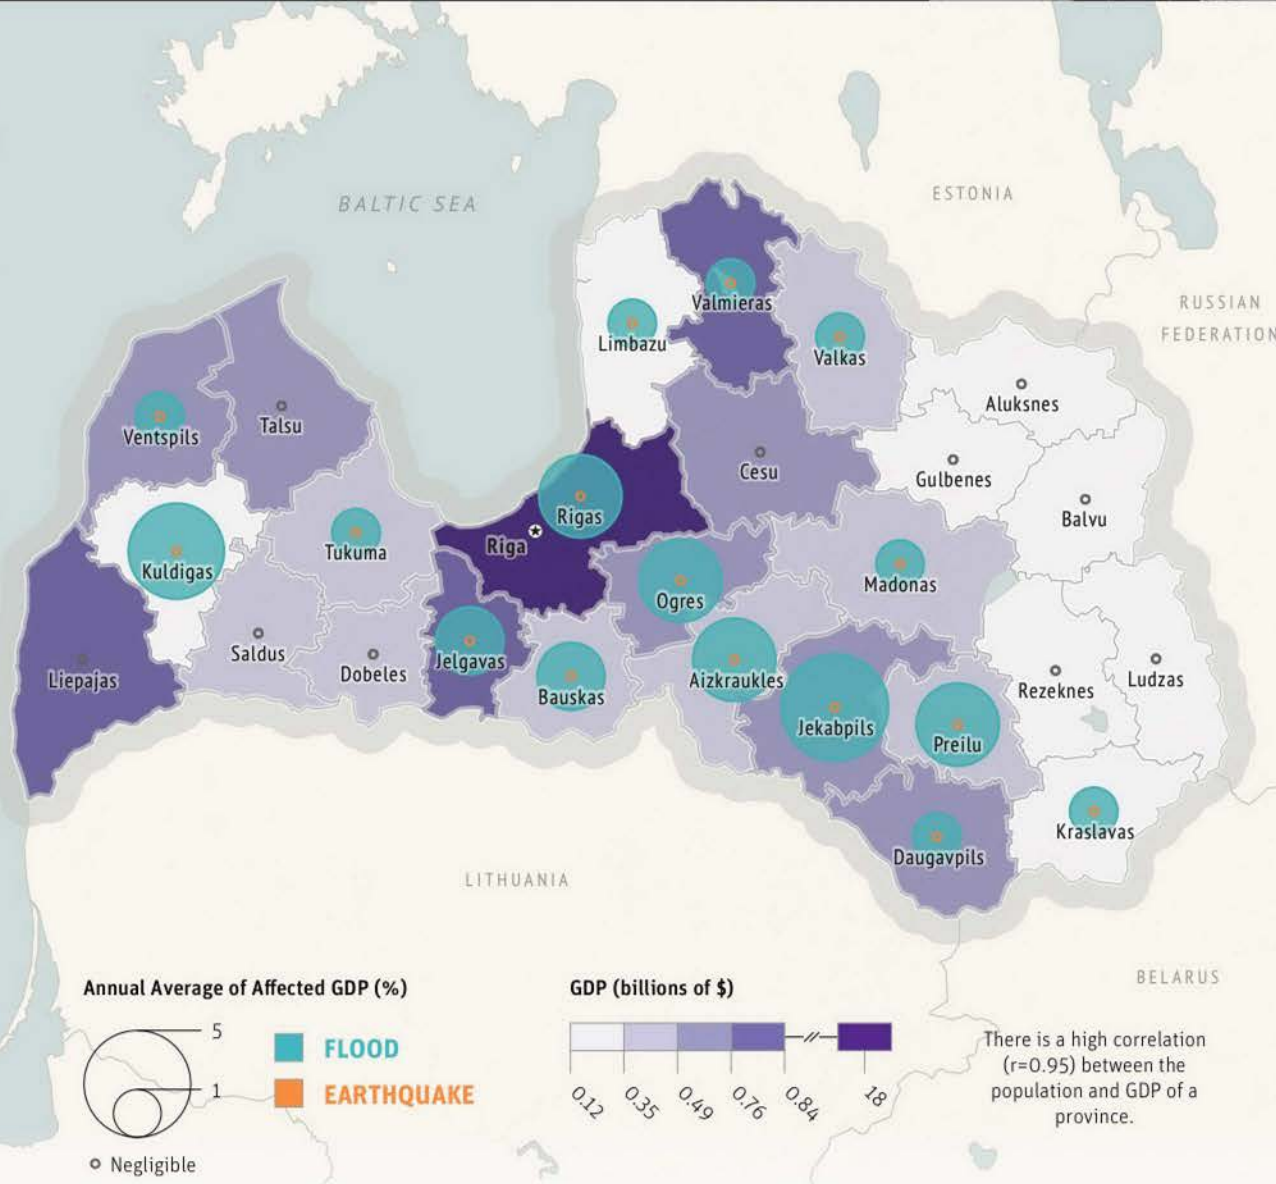 BALTIC SEA
ESTONIA
RUSSIAN
FEDERATION
Valmieras
Limbazu
Valkas
Aluksnes
Ventspils
Talsu
Cesu
Gulbenes
Balvu
Rigas
Riga
Tukuma
Kuldigas
Madonas
Ogres
Saldus
Dobeles
Jelgavas
Liepajas
Bauskas
Aizkraukles
Rezeknes
Ludzas
Jekabpils
Preilu
Kraslavas
Daugavpils
LITHUANIA
BELARUS
Annual Average of Affected GDP (%)
5
1
Negligible
FLOOD
EARTHQUAKE
GDP (billions of $)
0.12 0.35 0.49 0.76 0.84 18
There is a high correlation
(r=0.95) between the
population and GDP of a
province.